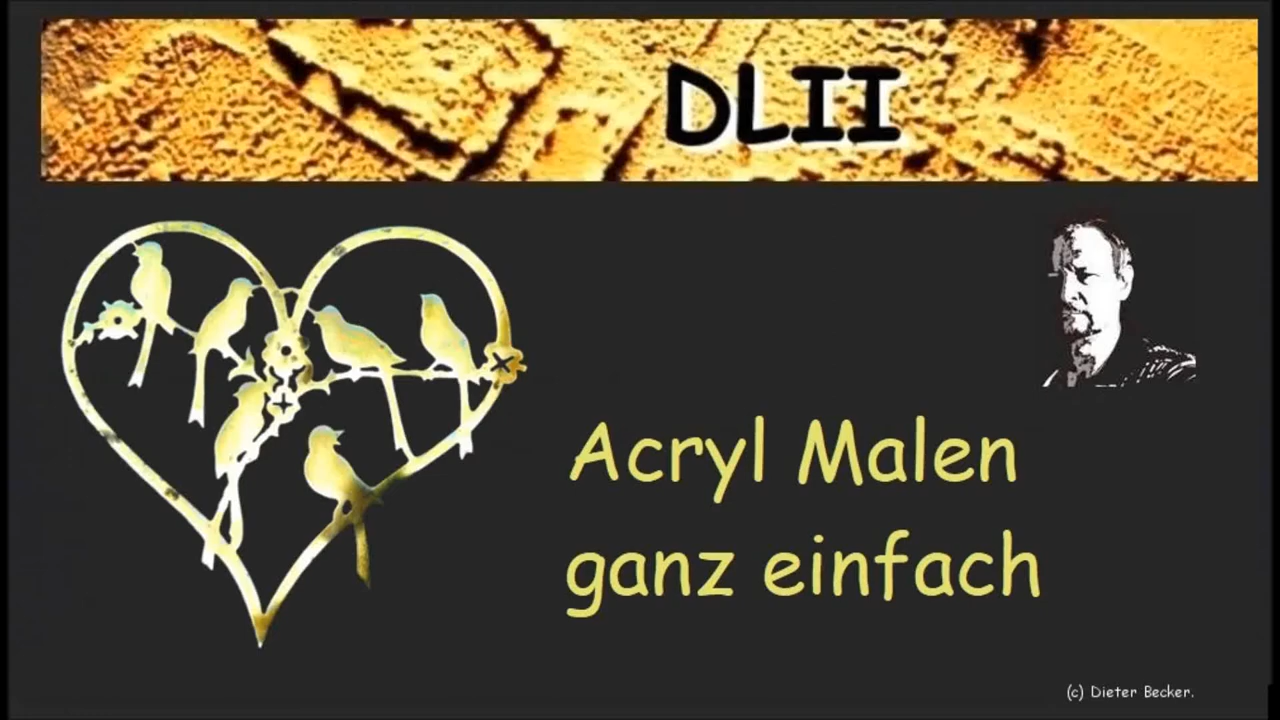 DLII
Acryl Malen
ganz einfach
(c) Dieter Becker.